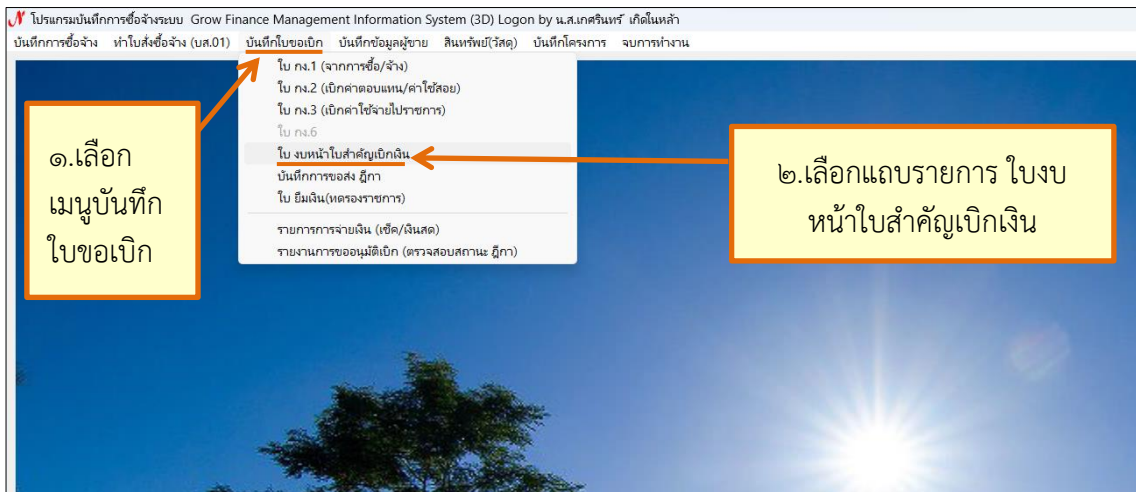 โปรแกรมบันทึกการซื้อจ้างระบบ Grow Finance Management Information System (3D) Logon by น.ส.เกศรินทร์ เกิดในหล้า
บันทึกการซื้อจ้าง ทำใบสั่งซื้อจ้าง (บส.01) บันทึกใบขอเบิก บันทึกข้อมูลผู้ขาย สินทรัพย์(วัสดุ) บันทึกโครงการ จบการทำงาน
ใบ กง.1 (จากการซื้อ/จ้าง)
ใบ กง.2 (เบิกค่าตอบแทน/ค่าใช้สอย)
ใบ กง.3 (เบิกค่าใช้จ่ายไปราชการ)
ใบ กง.6
ใบ งบหน้าใบสำคัญเบิกเงิน
บันทึกการขอส่ง ฎีกา
ใบ ยืมเงิน(ทดรองราชการ)
รายการการจ่ายเงิน (เช็ค/เงินสด)
รายงานการขออนุมัติเบิก (ตรวจสอบสถานะ ฎีกา)
๑.เลือก
เมนูบันทึก
ใบขอเบิก
๒.เลือกแถบรายการ ใบงบ
หน้าใบสำคัญเบิกเงิน